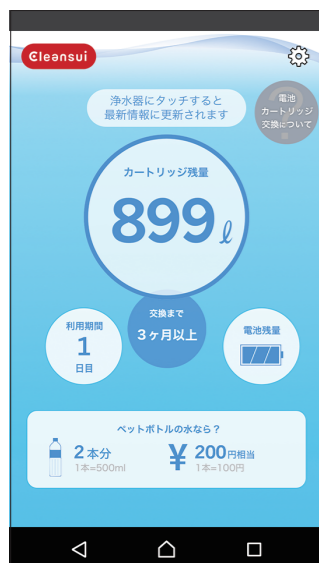 Cleansui
浄水器にタッチすると
最新情報に更新されます
電池
カートリッジ
交換について
カートリッジ残量
899ℓ
交換まで
3ヶ月以上
利用期間
1
日目
電池残量
ペットボトルの水なら？
2本分
1本=500ml
¥200円相当
1本=100円